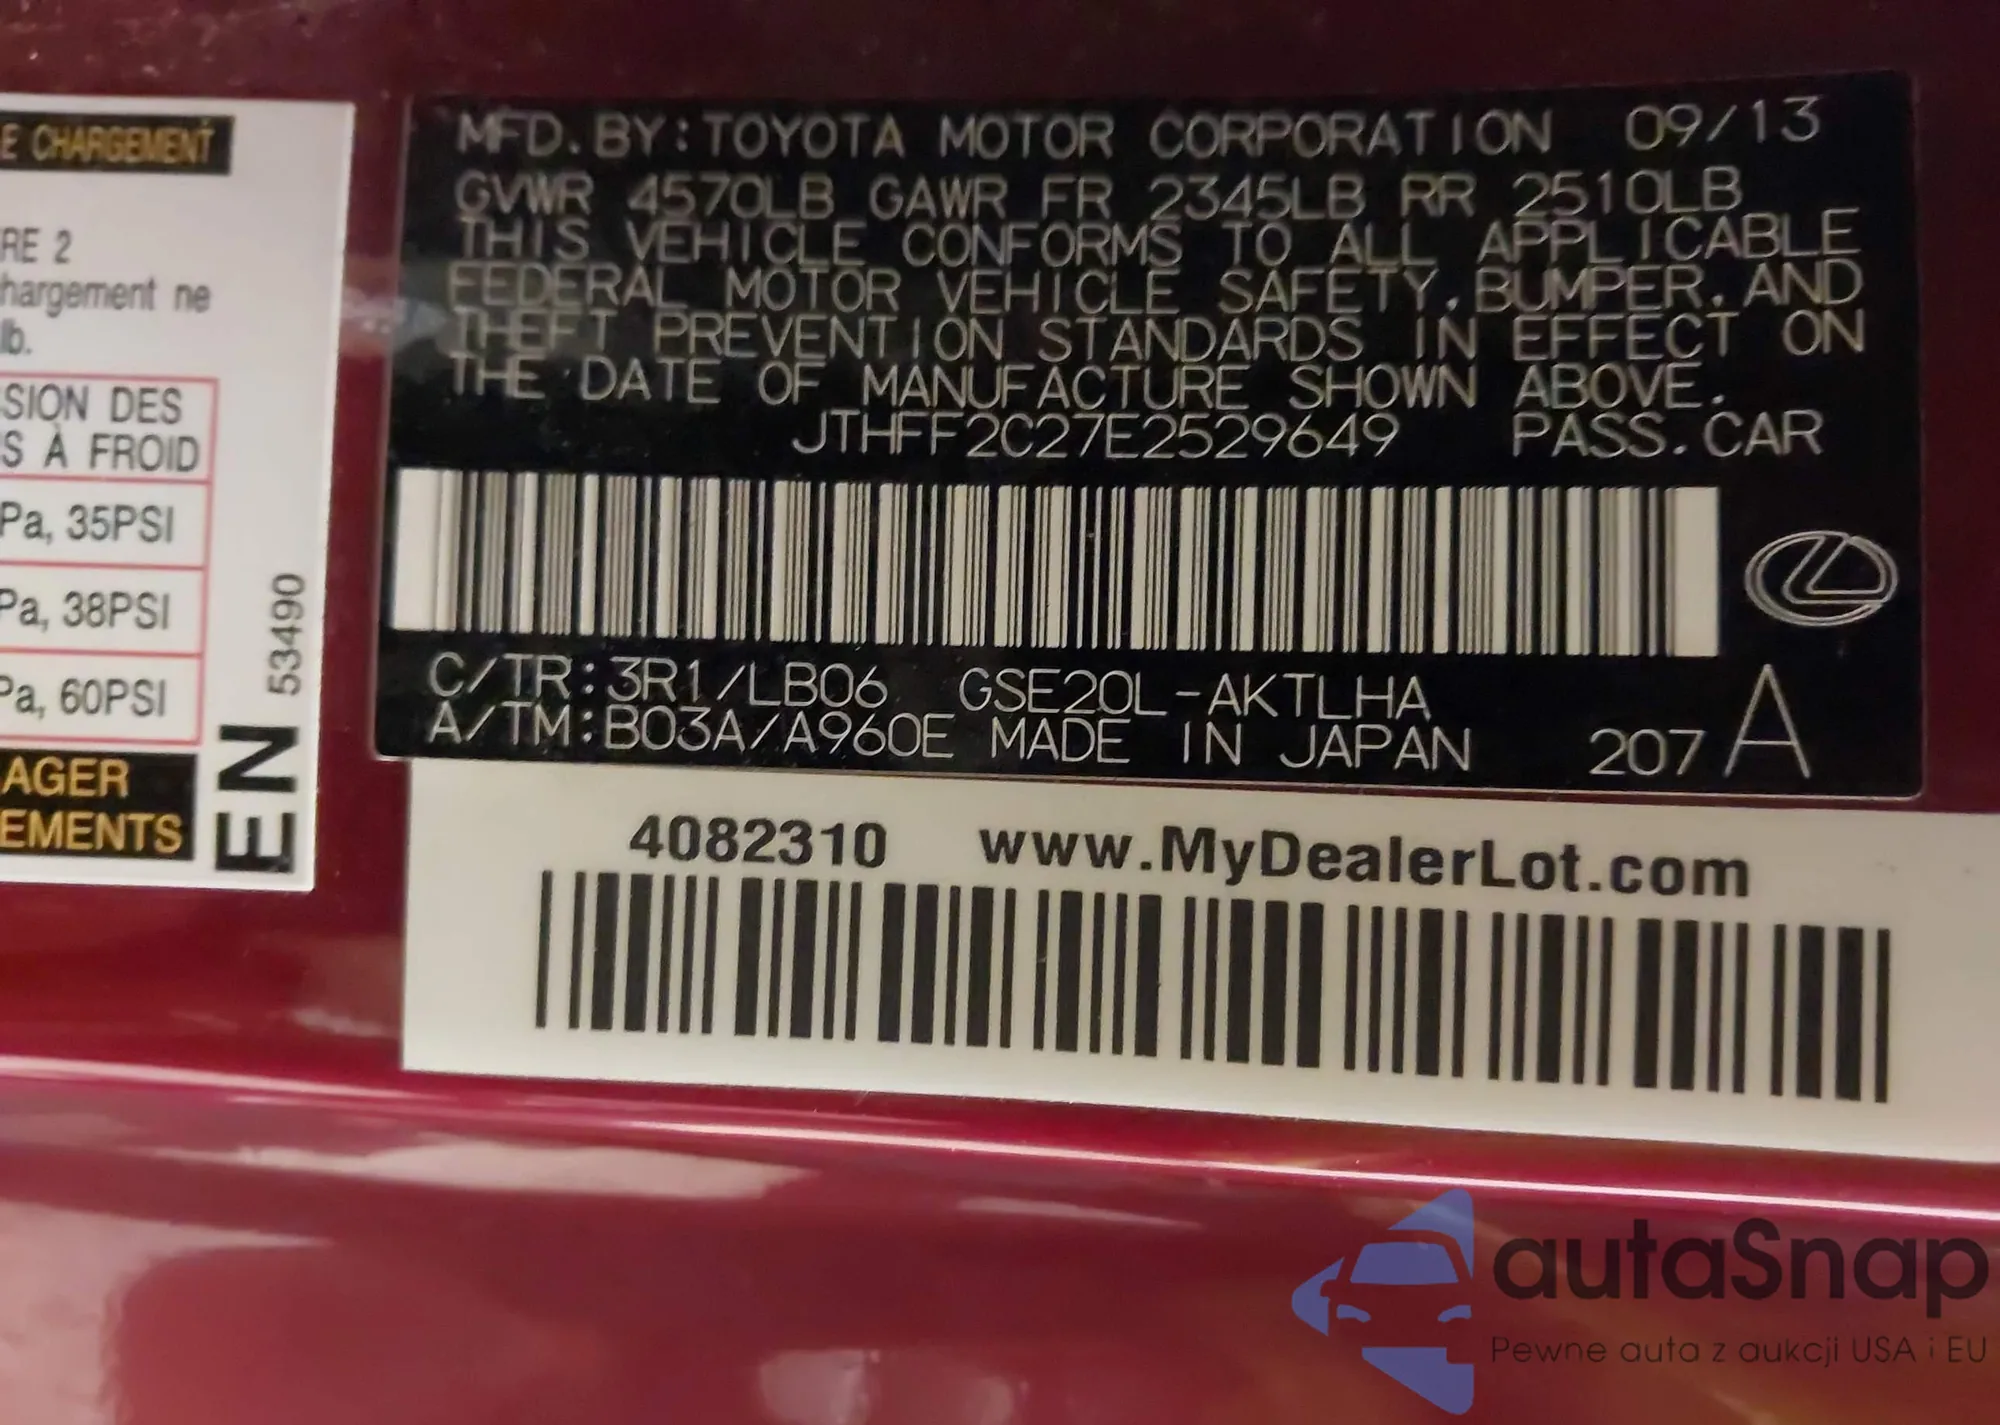 E CHARGEMENT
RE 2
hargement ne
lb.
SION DES
S À FROID
Pa, 35PSI
Pa, 38PSI
Pa, 60PSI
AGER
EMENTS
EN 53490
MFD. BY: TOYOTA MOTOR CORPORATION 09/13
GVWR 4570LB GAWR FR 2345LB RR 2510LB
THIS VEHICLE CONFORMS TO ALL APPLICABLE
FEDERAL MOTOR VEHICLE SAFETY, BUMPER, AND
THEFT PREVENTION STANDARDS IN EFFECT ON
THE DATE OF MANUFACTURE SHOWN ABOVE.
JTHFF2C27E2529649 PASS. CAR
C/TR: 3R1/LB06 GSE20L-AKTLHA
A/TM: B03A/A960E MADE IN JAPAN 207 A
4082310 www.MyDealerLot.com
autaSnap
Pewne auta z aukcji USA i EU